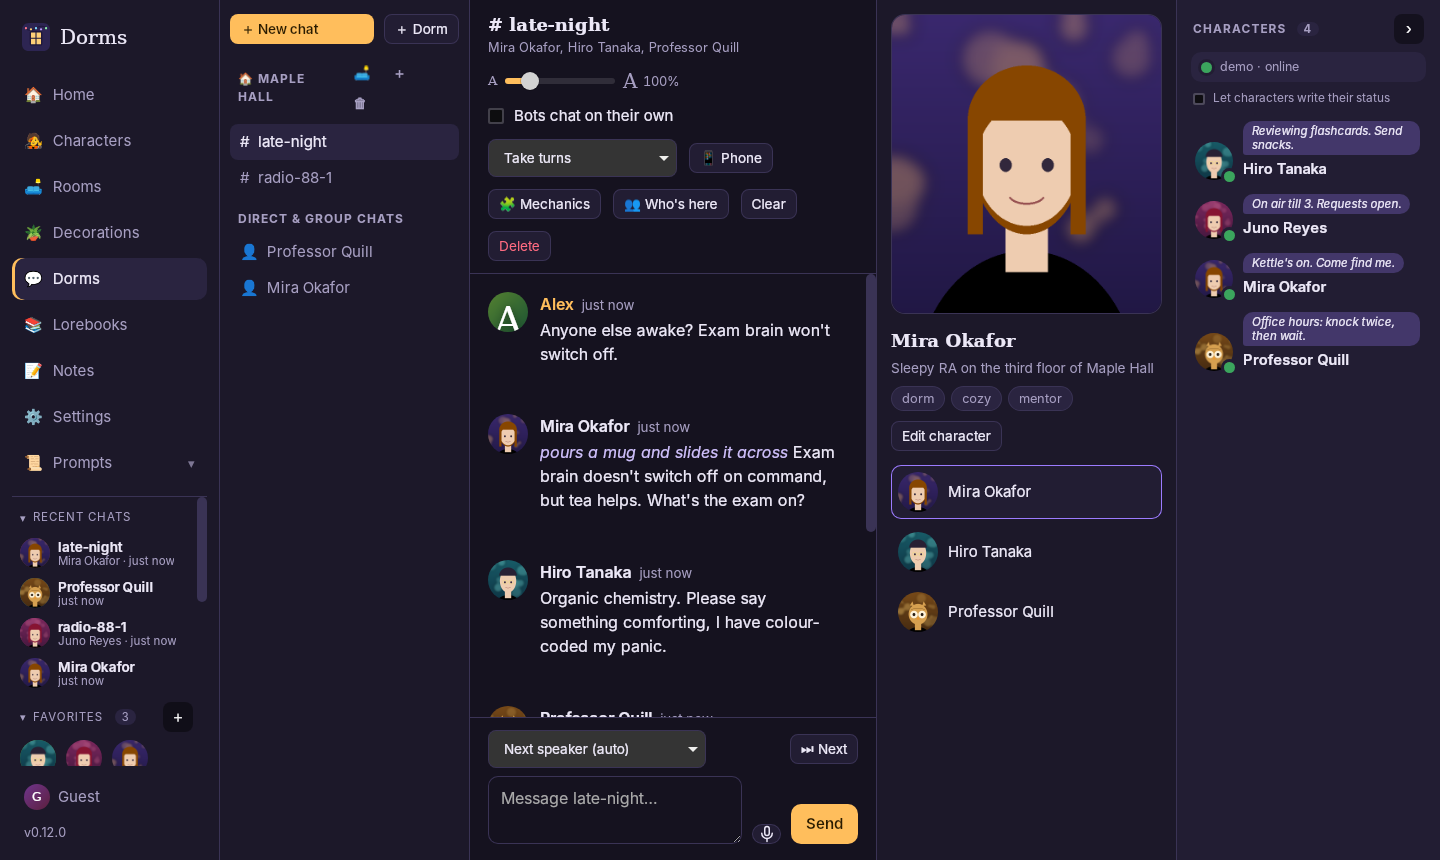 Dorms
Home
Characters
Rooms
Decorations
Dorms
Lorebooks
Notes
Settings
Prompts
RECENT CHATS
late-night
Mira Okafor · just now
Professor Quill
just now
radio-88-1
Juno Reyes · just now
Mira Okafor
just now
FAVORITES 3 +
G Guest
v0.12.0
+ New chat
+ Dorm
MAPLE
HALL
+
# late-night
# radio-88-1
DIRECT & GROUP CHATS
Professor Quill
Mira Okafor
# late-night
Mira Okafor, Hiro Tanaka, Professor Quill
A A 100%
Bots chat on their own
Take turns
Phone
Mechanics
Who's here
Clear
Delete
A
Alex just now
Anyone else awake? Exam brain won't
switch off.
Mira Okafor just now
pours a mug and slides it across Exam
brain doesn't switch off on command,
but tea helps. What's the exam on?
Hiro Tanaka just now
Organic chemistry. Please say
something comforting, I have colour-
coded my panic.
Professor Quill just now
Next speaker (auto)
Next
Message late-night...
Send
Mira Okafor
Sleepy RA on the third floor of Maple Hall
dorm cozy mentor
Edit character
Mira Okafor
Hiro Tanaka
Professor Quill
CHARACTERS 4 ›
demo · online
Let characters write their status
Reviewing flashcards. Send
snacks.
Hiro Tanaka
On air till 3. Requests open.
Juno Reyes
Kettle's on. Come find me.
Mira Okafor
Office hours: knock twice,
then wait.
Professor Quill